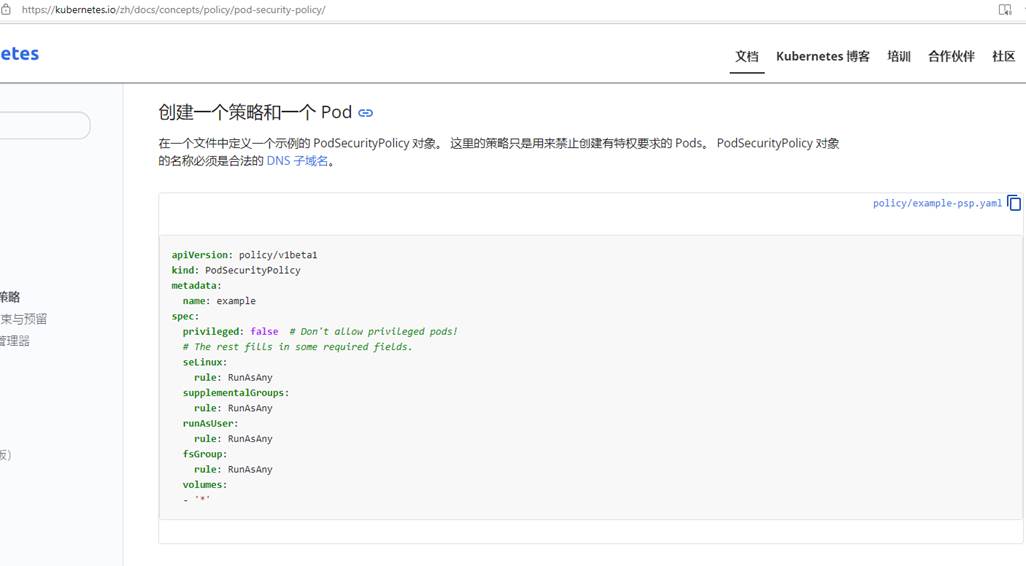 https://kubernetes.io/zh/docs/concepts/policy/pod-security-policy/
etes
文档 Kubernetes 博客 培训 合作伙伴 社区
创建一个策略和一个 Pod
在一个文件中定义一个示例的 PodSecurityPolicy 对象。 这里的策略只是用来禁止创建有特权要求的 Pods。 PodSecurityPolicy 对象
的名称必须是合法的 DNS 子域名。
policy/example-psp.yaml
apiVersion: policy/v1beta1
kind: PodSecurityPolicy
metadata:
  name: example
spec:
策略
  privileged: false  # Don't allow privileged pods!
束与预留
  # The rest fills in some required fields.
管理器
  seLinux:
    rule: RunAsAny
  supplementalGroups:
    rule: RunAsAny
  runAsUser:
    rule: RunAsAny
  fsGroup:
版)
    rule: RunAsAny
  volumes:
  - '*'